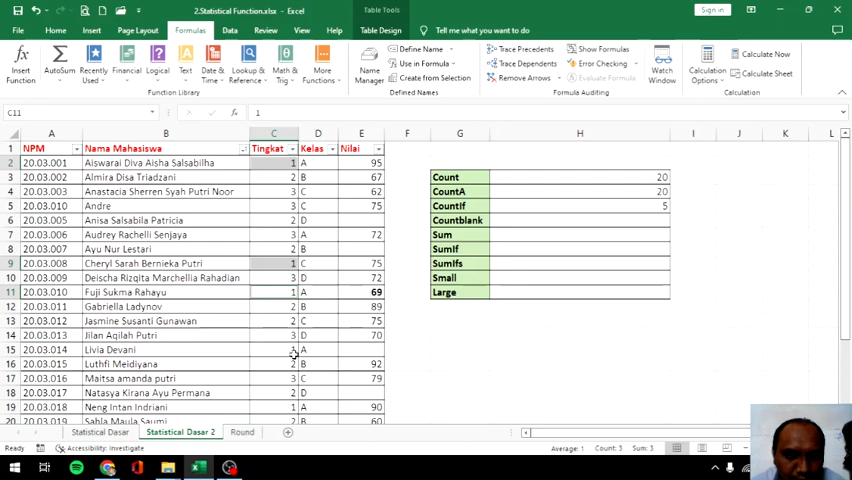 2.Statistical Function.xlsx - Excel
Table Tools
Sign in
File Home Insert Page Layout Formulas Data Review View Help Table Design Tell me what you want to do
Insert Function
AutoSum
Recently Used
Financial
Logical
Text
Date & Time
Lookup & Reference
Math & Trig
More Functions
Name Manager
Define Name
Use in Formula
Create from Selection
Trace Precedents
Trace Dependents
Remove Arrows
Show Formulas
Error Checking
Evaluate Formula
Watch Window
Calculation Options
Calculate Now
Calculate Sheet
Function Library Defined Names Formula Auditing Calculation
C11 fx 1
A B C D E F G H I J K L
1 NPM Nama Mahasiswa Tingkat Kelas Nilai
2 20.03.001 Aiswarai Diva Aisha Salsabilha 1 A 95
3 20.03.002 Almira Disa Triadzani 2 B 67 Count 20
4 20.03.003 Anastacia Sherren Syah Putri Noor 3 C 62 CountA 20
5 20.03.010 Andre 3 C 75 CountIf 5
6 20.03.005 Anisa Salsabila Patricia 2 D Countblank
7 20.03.006 Audrey Rachelli Senjaya 3 A 72 Sum
8 20.03.007 Ayu Nur Lestari 2 B SumIf
9 20.03.008 Cheryl Sarah Bernieka Putri 1 C 75 SumIfs
10 20.03.009 Deischa Rizqita Marchellia Rahadian 3 D 72 Small
11 20.03.010 Fuji Sukma Rahayu 1 A 69 Large
12 20.03.011 Gabriella Ladynov 2 B 89
13 20.03.012 Jasmine Susanti Gunawan 2 C 75
14 20.03.013 Jilan Aqilah Putri 3 D 70
15 20.03.014 Livia Devani A
16 20.03.015 Luthfi Meidiyana 2 B 92
17 20.03.016 Maitsa amanda putri 3 C 79
18 20.03.017 Natasya Kirana Ayu Permana 2 D
19 20.03.018 Neng Intan Indriani 1 A 90
20 20.03.019 Sahla Maula Saumi 2 B 60
Statistical Dasar Statistical Dasar 2 Round
Ready Accessibility: Investigate Average: 1 Count: 3 Sum: 3